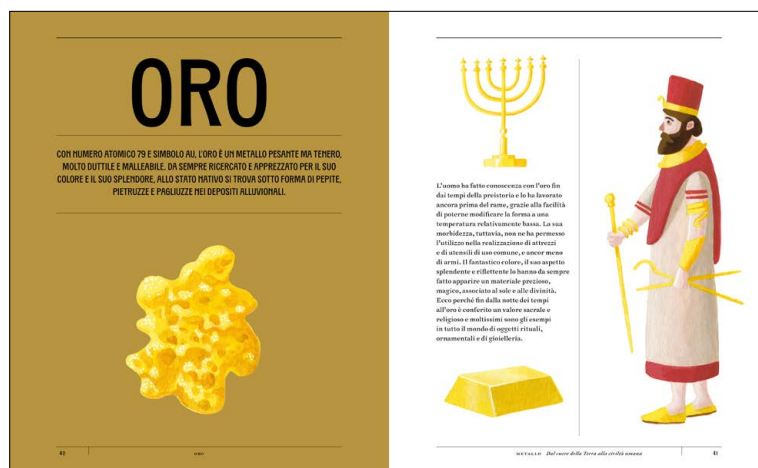 ORO
CON NUMERO ATOMICO 79 E SIMBOLO AU, L'ORO È UN METALLO PESANTE MA TENERO,
MOLTO DUTTILE E MALLEABILE. DA SEMPRE RICERCATO E APPREZZATO PER IL SUO
COLORE E IL SUO SPLENDORE, ALLO STATO NATIVO SI TROVA SOTTO FORMA DI PEPITE,
PIETRUZZE E PAGLIUZZE NEI DEPOSITI ALLUVIONALI.
L'uomo ha fatto conoscenza con l'oro fin
dai tempi della preistoria e lo ha lavorato
ancora prima del rame, grazie alla facilità
di poterne modificare la forma a una
temperatura relativamente bassa. La sua
morbidezza, tuttavia, non ne ha permesso
l'utilizzo nella realizzazione di attrezzi
e di utensili di uso comune, e ancor meno
di armi. Il fantastico colore, il suo aspetto
splendente e riflettente lo hanno da sempre
fatto apparire un materiale prezioso,
magico, associato al sole e alle divinità.
Ecco perché fin dalla notte dei tempi
all'oro è conferito un valore sacrale e
religioso e moltissimi sono gli esempi
in tutto il mondo di oggetti rituali,
ornamentali e di gioielleria.
40
ORO
METALLO Dal cuore della Terra alla civiltà umana
41